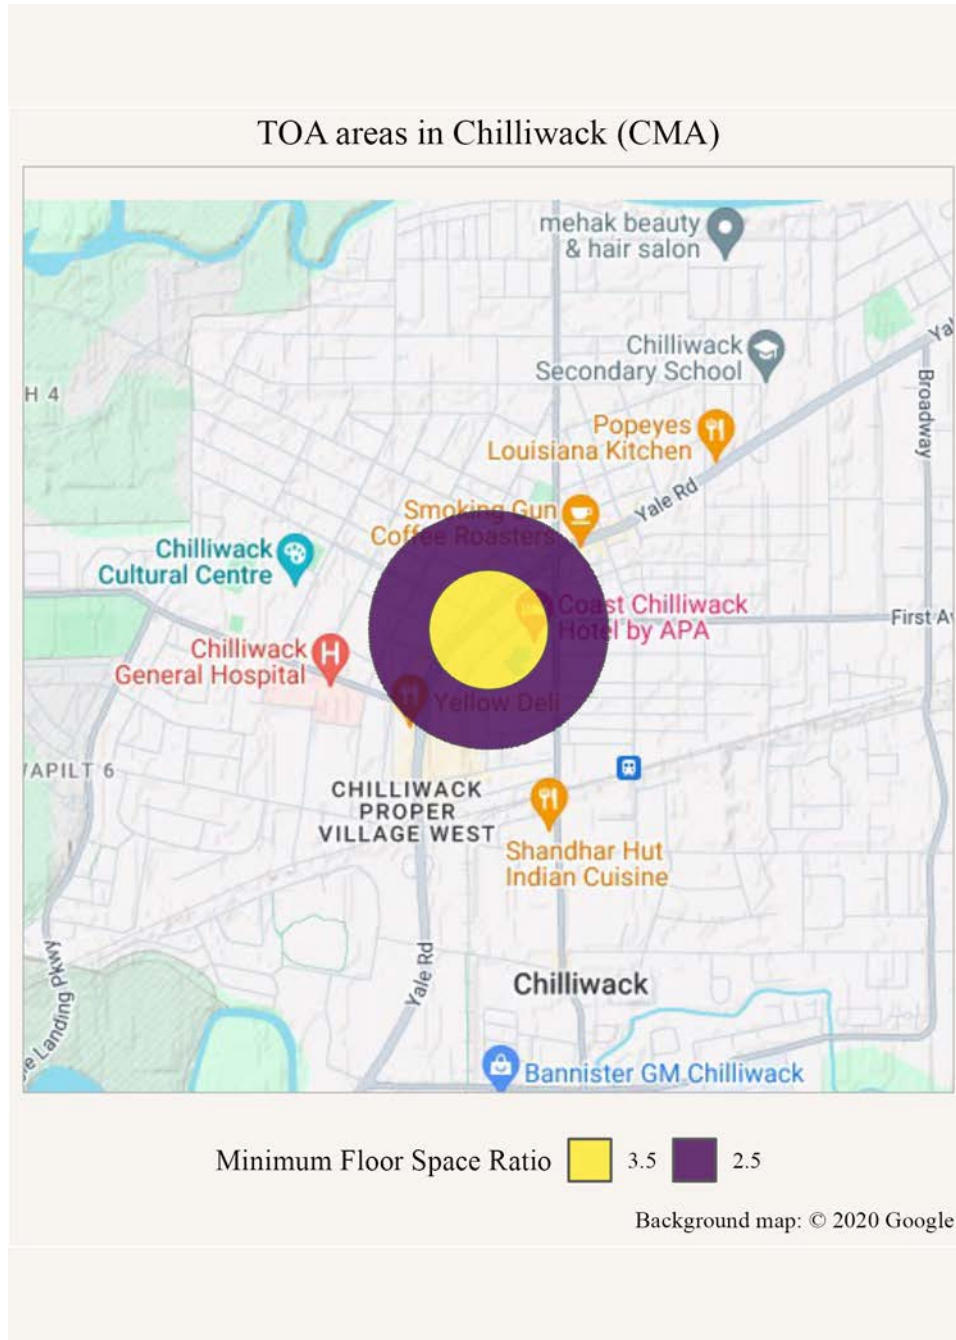 TOA areas in Chilliwack (CMA)
mehak beauty
& hair salon
Chilliwack
Secondary School
Yal
H 4
Broadway
Popeyes
Louisiana Kitchen
Yale Rd
Smoking Gun
Coffee Roasters
Chilliwack
Cultural Centre
Coast Chilliwack
Hotel by APA
First Av
Chilliwack
General Hospital
H
Yellow Deli
/APILT 6
CHILLIWACK
PROPER
VILLAGE WEST
Shandhar Hut
Indian Cuisine
Yale Rd
Chilliwack
le Landing Pkwy
Bannister GM Chilliwack
Minimum Floor Space Ratio 3.5 2.5
Background map: © 2020 Google